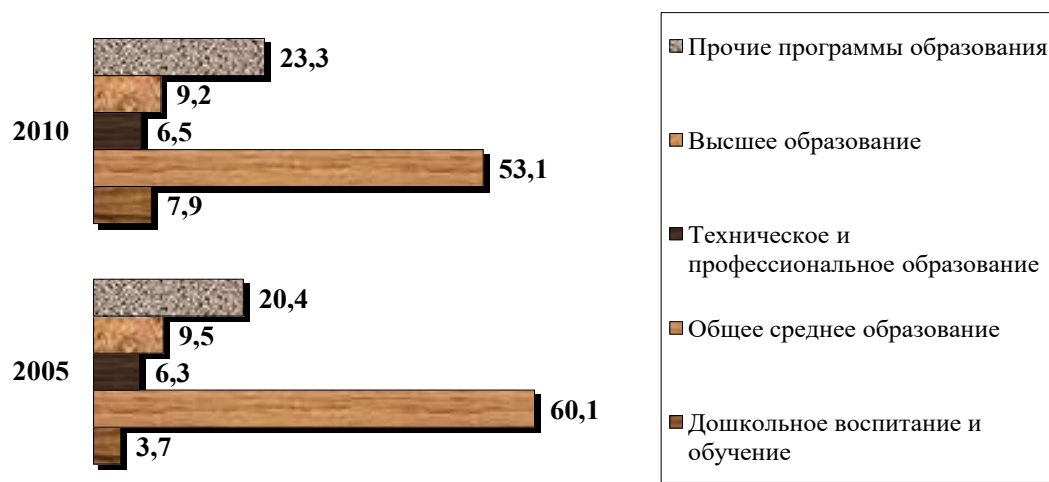 2010
23,3
9,2
6,5
53,1
7,9
2005
20,4
9,5
6,3
60,1
3,7
Прочие программы образования
Высшее образование
Техническое и
профессиональное образование
Общее среднее образование
Дошкольное воспитание и
обучение